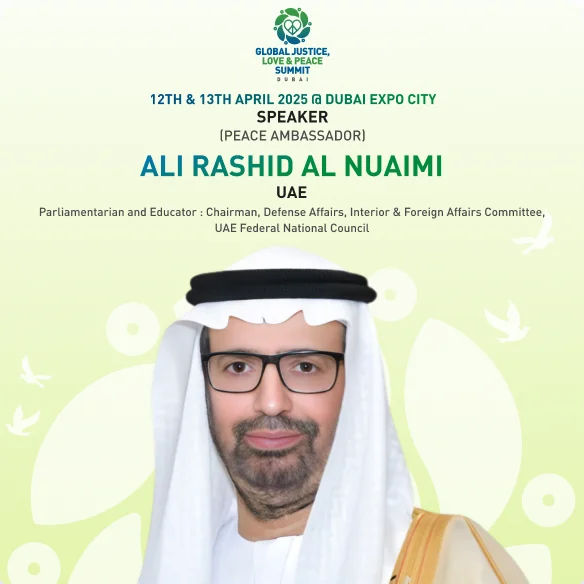 GLOBAL JUSTICE,
LOVE & PEACE
SUMMIT
DUBAI
12TH & 13TH APRIL 2025 @ DUBAI EXPO CITY
SPEAKER
(PEACE AMBASSADOR)
ALI RASHID AL NUAIMI
UAE
Parliamentarian and Educator : Chairman, Defense Affairs, Interior & Foreign Affairs Committee,
UAE Federal National Council